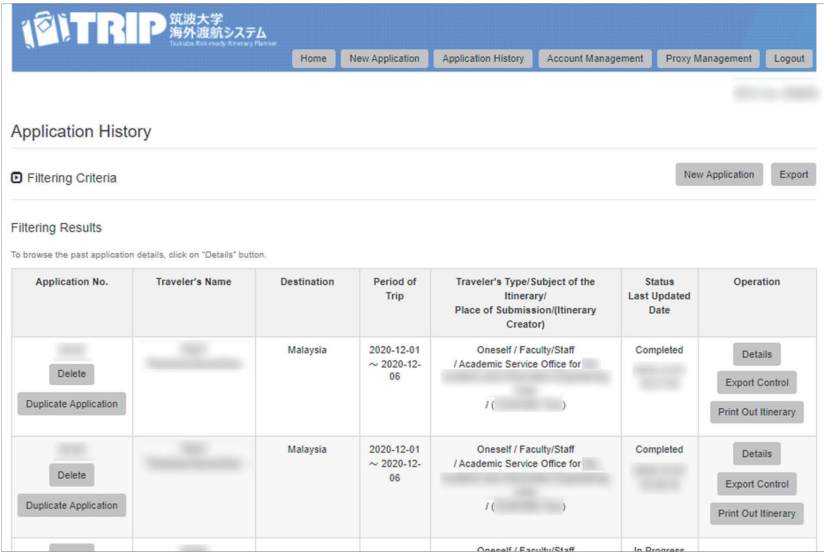 TRIP 筑波大学
海外渡航システム
Tsukuba Risk-ready Itinerary Planner
Home New Application Application History Account Management Proxy Management Logout
Application History
Filtering Criteria New Application Export
Filtering Results
To browse the past application details, click on "Details" button.
Application No. Traveler's Name Destination Period of Trip Traveler's Type/Subject of the Itinerary/ Place of Submission/(Itinerary Creator) Status Last Updated Date Operation
Malaysia 2020-12-01 Oneself / Faculty/Staff Completed Details
Delete ～ 2020-12-06 / Academic Service Office for Export Control
Duplicate Application / ( ) Print Out Itinerary
Malaysia 2020-12-01 Oneself / Faculty/Staff Completed Details
Delete ～ 2020-12-06 / Academic Service Office for Export Control
Duplicate Application / ( ) Print Out Itinerary
Oneself / Faculty/Staff In Progress